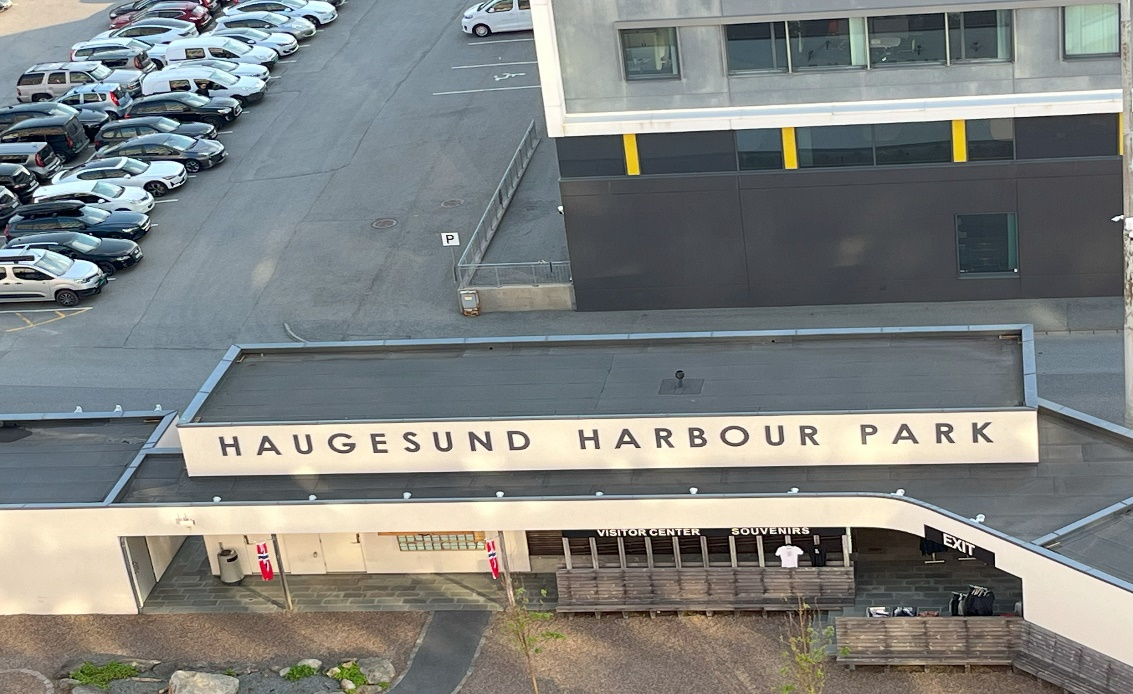 P
HAUGESUND HARBOUR PARK
VISITOR CENTER SOUVENIRS
EXIT